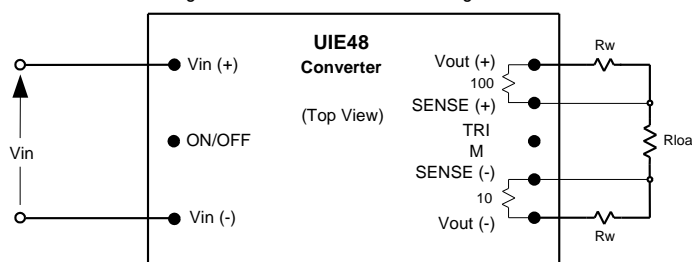 UIE48
Converter
(Top View)
Vin (+)
ON/OFF
Vin (-)
Vin
Vout (+)
100
SENSE (+)
TRI
M
SENSE (-)
10
Vout (-)
Rw
Rloa
Rw